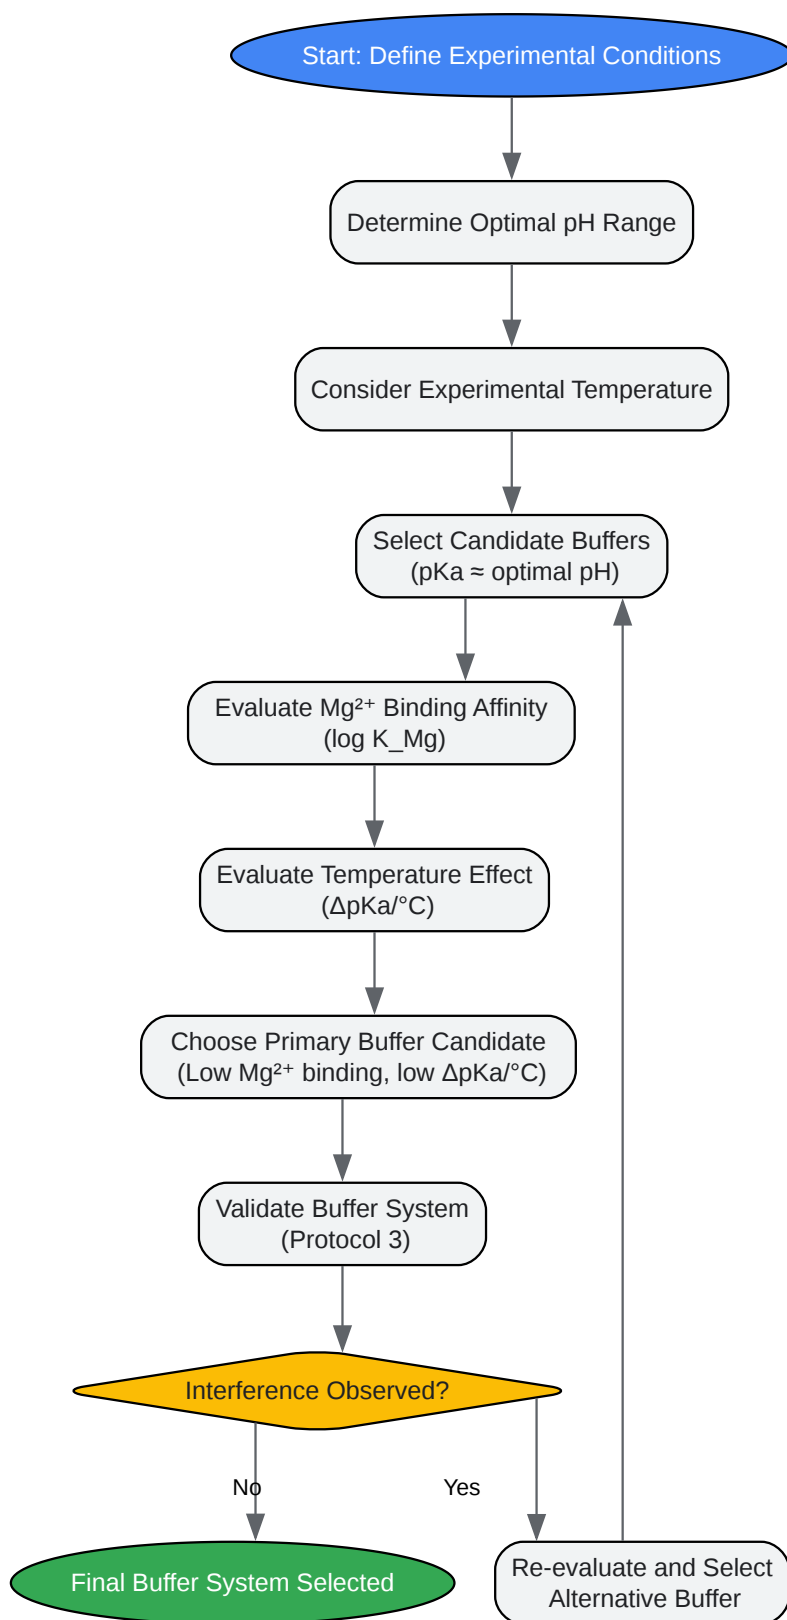 Start: Define Experimental Conditions
Determine Optimal pH Range
Consider Experimental Temperature
Select Candidate Buffers
(pKa ≈ optimal pH)
Evaluate Mg²⁺ Binding Affinity
(log K_Mg)
Evaluate Temperature Effect
(ΔpKa/°C)
Choose Primary Buffer Candidate
(Low Mg²⁺ binding, low ΔpKa/°C)
Validate Buffer System
(Protocol 3)
Interference Observed?
No
Yes
Final Buffer System Selected
Re-evaluate and Select
Alternative Buffer